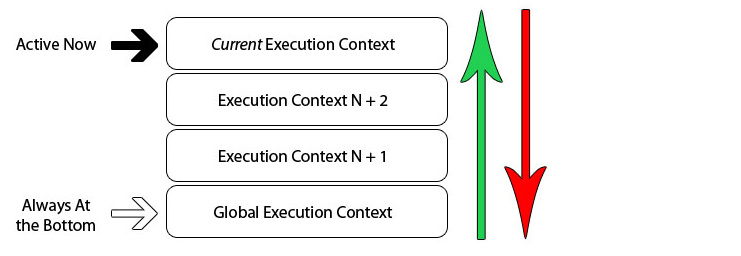 Active Now
Current Execution Context
Execution Context N + 2
Execution Context N + 1
Always At
the Bottom
Global Execution Context